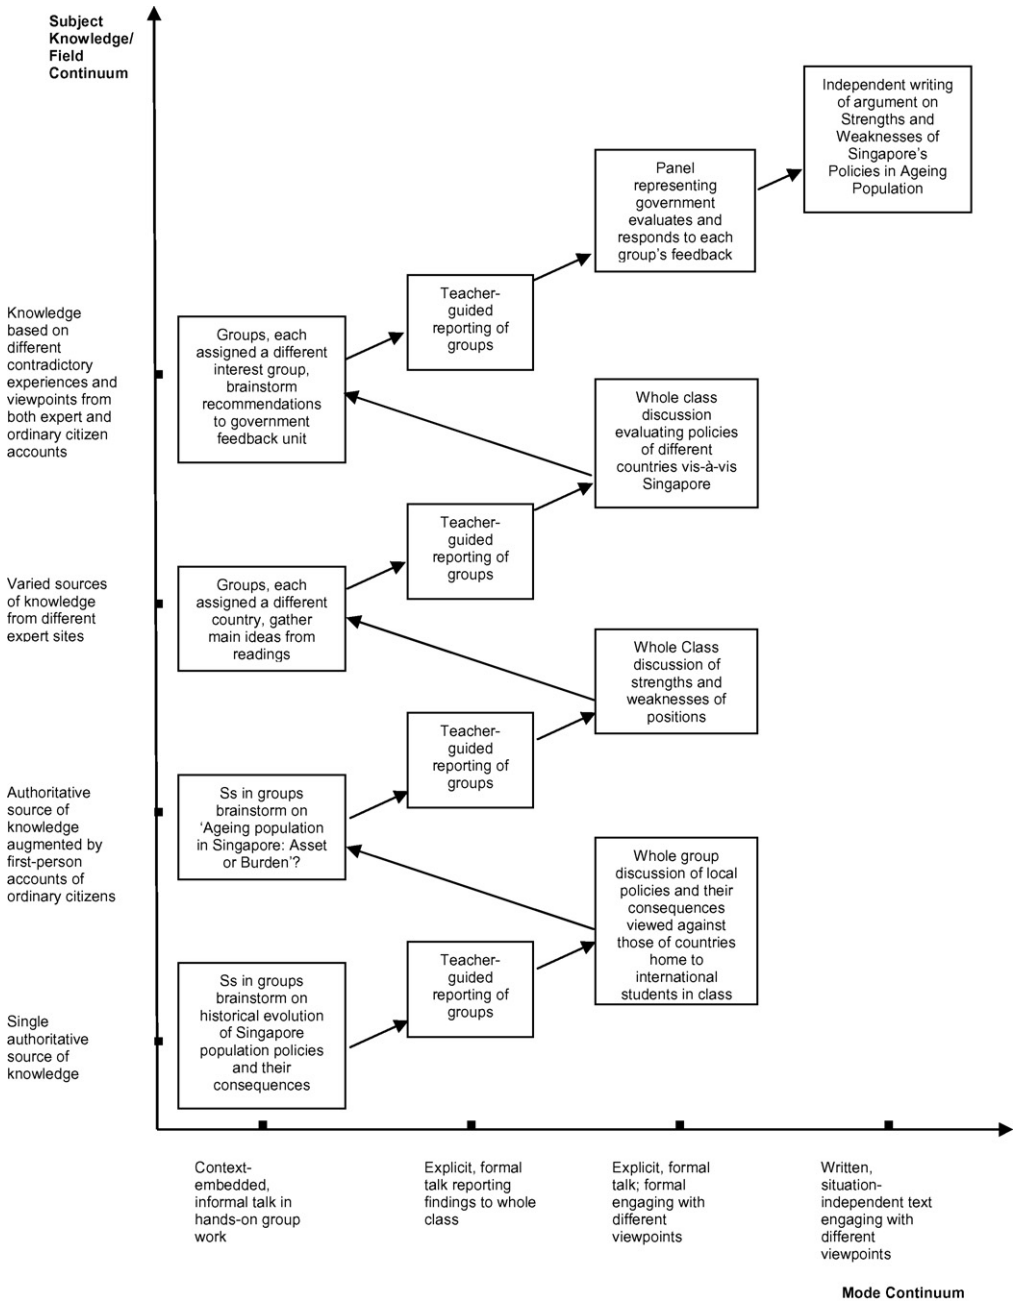 Subject
Knowledge/
Field
Continuum
Independent writing
of argument on
Strengths and
Weaknesses of
Singapore's
Policies in Ageing
Population
Panel
representing
government
evaluates and
responds to each
group's feedback
Teacher-
guided
reporting of
groups
Knowledge
based on
different
contradictory
experiences and
viewpoints from
both expert and
ordinary citizen
accounts
Groups, each
assigned a different
interest group,
brainstorm
recommendations
to government
feedback unit
Whole class
discussion
evaluating policies
of different
countries vis-à-vis
Singapore
Teacher-
guided
reporting of
groups
Varied sources
of knowledge
from different
expert sites
Groups, each
assigned a different
country, gather
main ideas from
readings
Whole Class
discussion of
strengths and
weaknesses of
positions
Teacher-
guided
reporting of
groups
Authoritative
source of
knowledge
augmented by
first-person
accounts of
ordinary citizens
Ss in groups
brainstorm on
‘Ageing population
in Singapore: Asset
or Burden’?
Whole group
discussion of local
policies and their
consequences
viewed against
those of countries
home to
international
students in class
Teacher-
guided
reporting of
groups
Single
authoritative
source of
knowledge
Ss in groups
brainstorm on
historical evolution
of Singapore
population policies
and their
consequences
Context-
embedded,
informal talk in
hands-on group
work
Explicit, formal
talk reporting
findings to whole
class
Explicit, formal
talk; formal
engaging with
different
viewpoints
Written,
situation-
independent text
engaging with
different
viewpoints
Mode Continuum